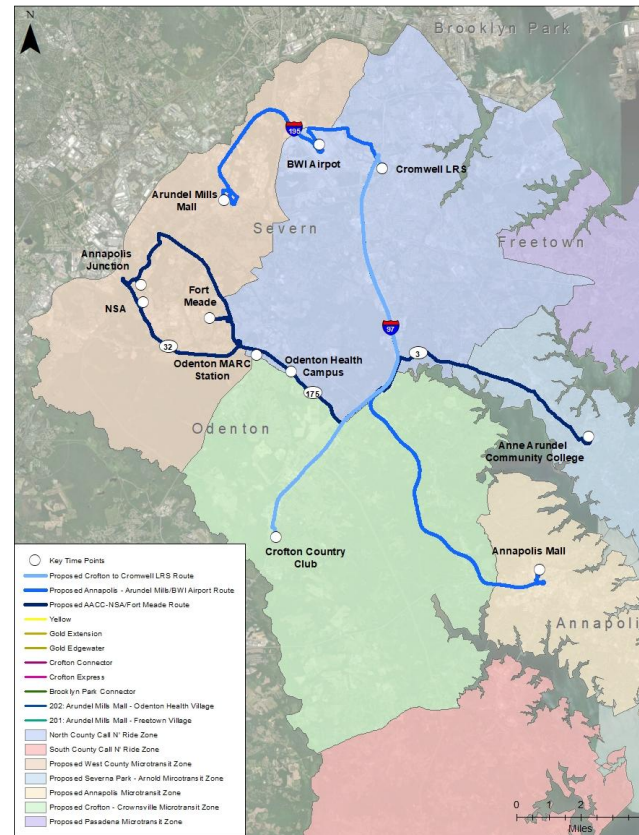 N
Brooklyn Park
195
BWI Airpot
Cromwell LRS
Arundel Mills
Mall
Severn
Freetown
Annapolis
Junction
NSA
Fort
Meade
97
32
3
Odenton MARC
Station
Odenton Health
Campus
175
Odenton
Anne Arundel
Community College
Crofton Country
Club
Annapolis Mall
Annapoli
Key Time Points
Proposed Crofton to Cromwell LRS Route
Proposed Annapolis - Arundel Mills/BWI Airport Route
Proposed AACC-NSA/Fort Meade Route
Yellow
Gold Extension
Gold Edgewater
Crofton Connector
Crofton Express
Brooklyn Park Connector
202: Arundel Mills Mall - Odenton Health Village
201: Arundel Mills Mall - Freetown Village
North County Call N' Ride Zone
South County Call N' Ride Zone
Proposed West County Microtransit Zone
Proposed Severna Park - Arnold Mirootransit Zone
Proposed Annapolis Microtransit Zone
Proposed Crofton - Crownsville Microtransit Zone
Proposed Pasadena Microtransit Zone
0 1 2
Miles